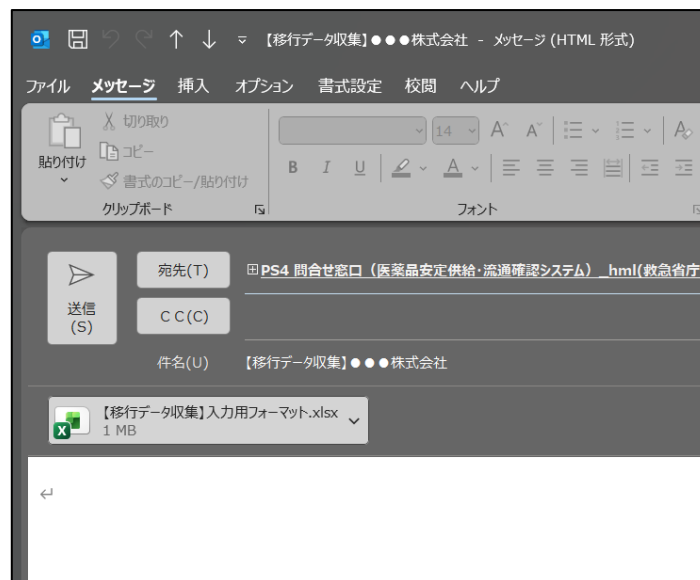 【移行データ収集】●●●株式会社 - メッセージ (HTML 形式)
ファイル メッセージ 挿入 オプション 書式設定 校閲 ヘルプ
貼り付け
切り取り
コピー
書式のコピー/貼り付け
クリップボード
14
A A
B I U A
フォント
送信
(S)
宛先(T)
PS4 問合せ窓口（医薬品安定供給・流通確認システム）_hml(救急省庁
C C(C)
件名(U)
【移行データ収集】●●●株式会社
【移行データ収集】入力用フォーマット.xlsx
1 MB